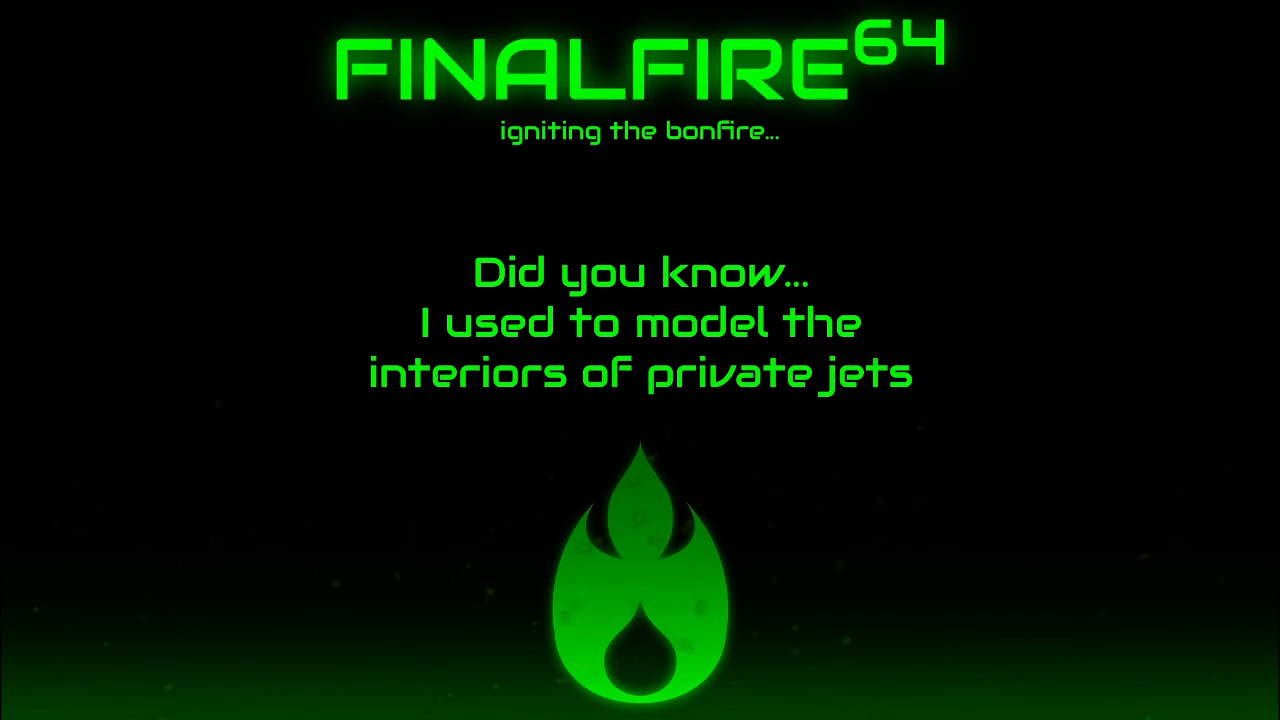 FINALFIRE64
igniting the bonfire...
Did you know...
I used to model the
interiors of private jets